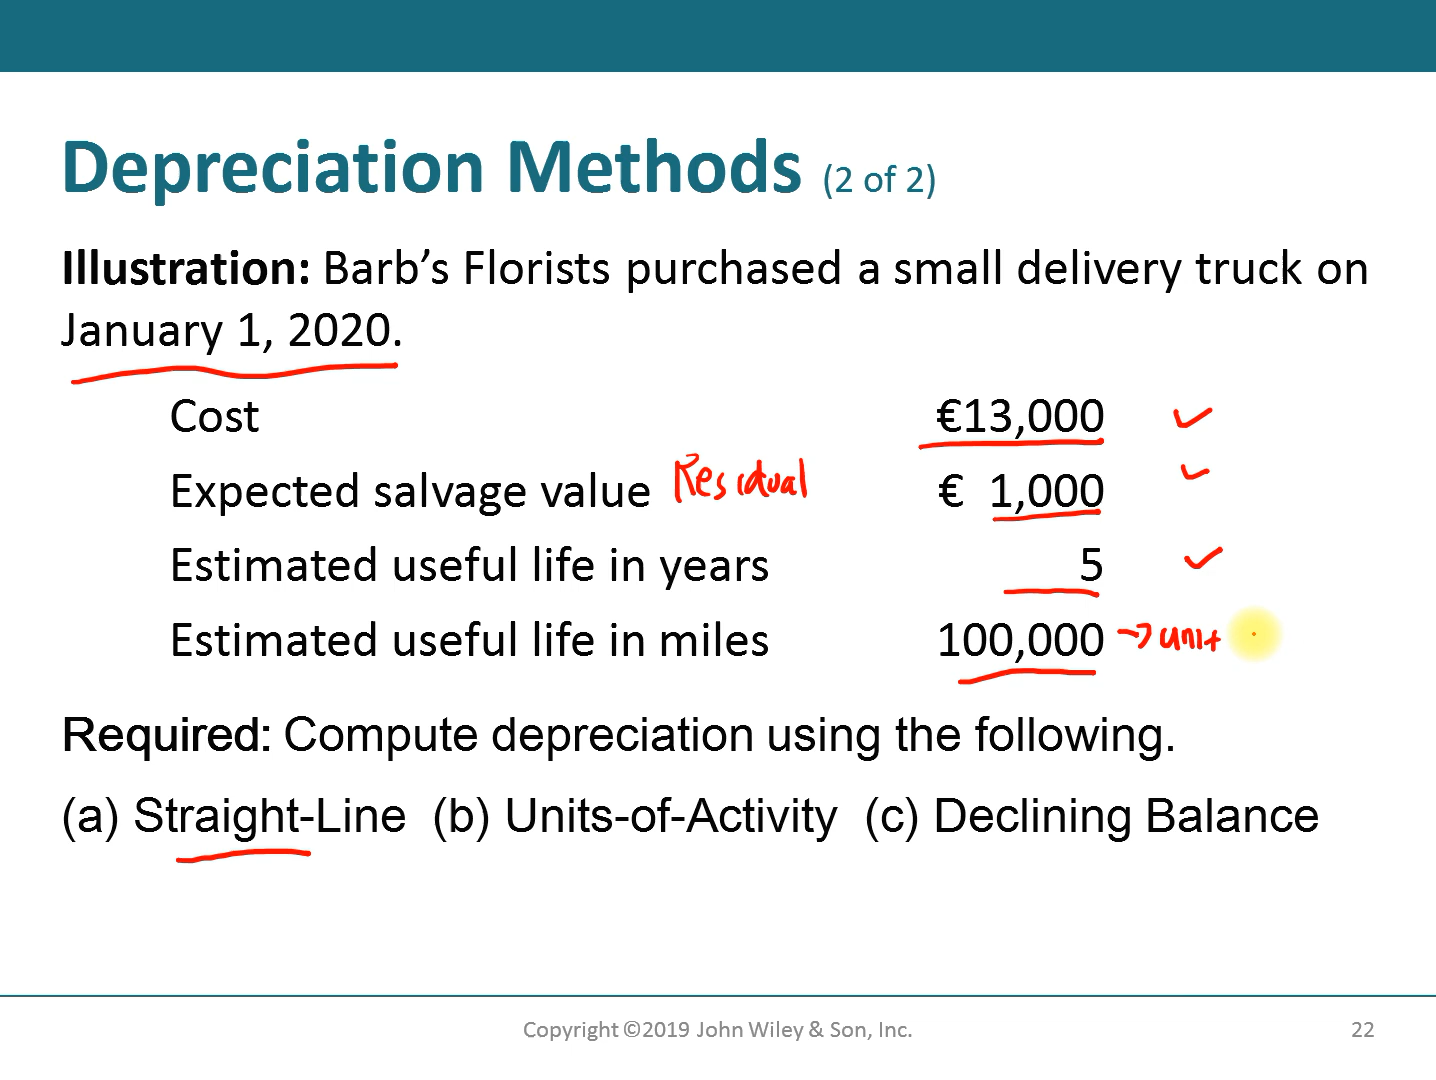 Depreciation Methods (2 of 2)
Illustration: Barb’s Florists purchased a small delivery truck on
January 1, 2020.
Cost €13,000
Expected salvage value Residual € 1,000
Estimated useful life in years 5
Estimated useful life in miles 100,000 → unit
Required: Compute depreciation using the following.
(a) Straight-Line (b) Units-of-Activity (c) Declining Balance
Copyright ©2019 John Wiley & Son, Inc. 22